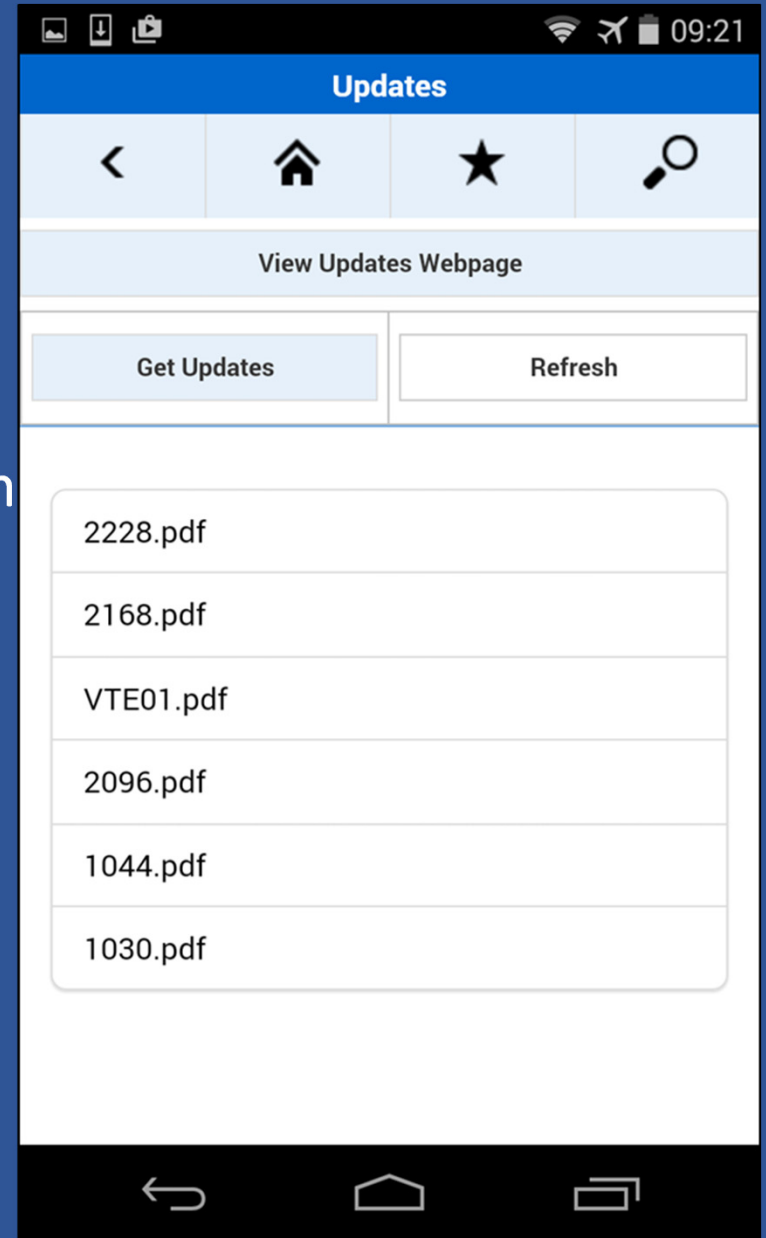 09:21
Updates
View Updates Webpage
Get Updates Refresh
n
2228.pdf
2168.pdf
VTE01.pdf
2096.pdf
1044.pdf
1030.pdf